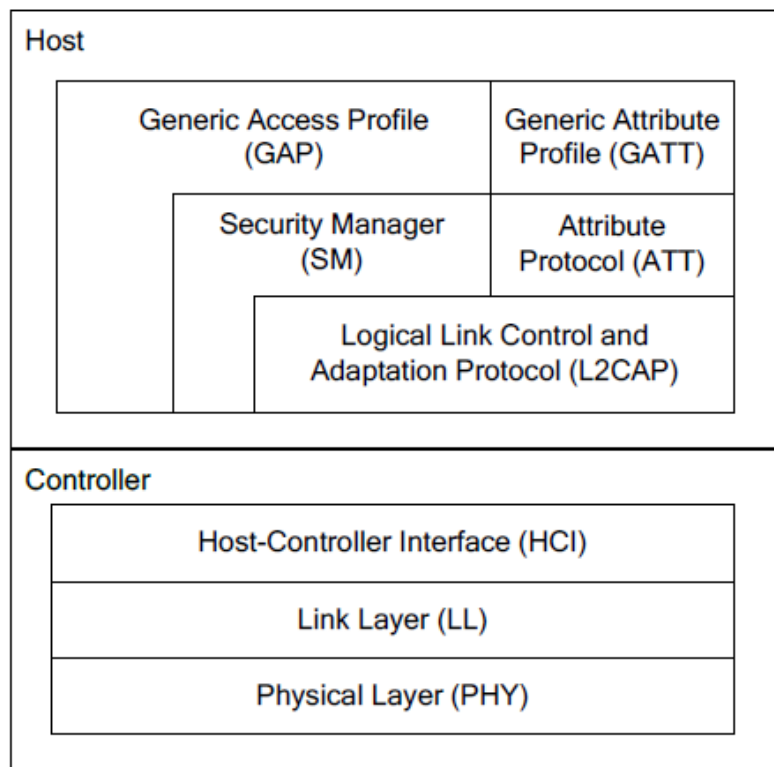 Host
Generic Access Profile
(GAP)
Generic Attribute
Profile (GATT)
Security Manager
(SM)
Attribute
Protocol (ATT)
Logical Link Control and
Adaptation Protocol (L2CAP)
Controller
Host-Controller Interface (HCI)
Link Layer (LL)
Physical Layer (PHY)